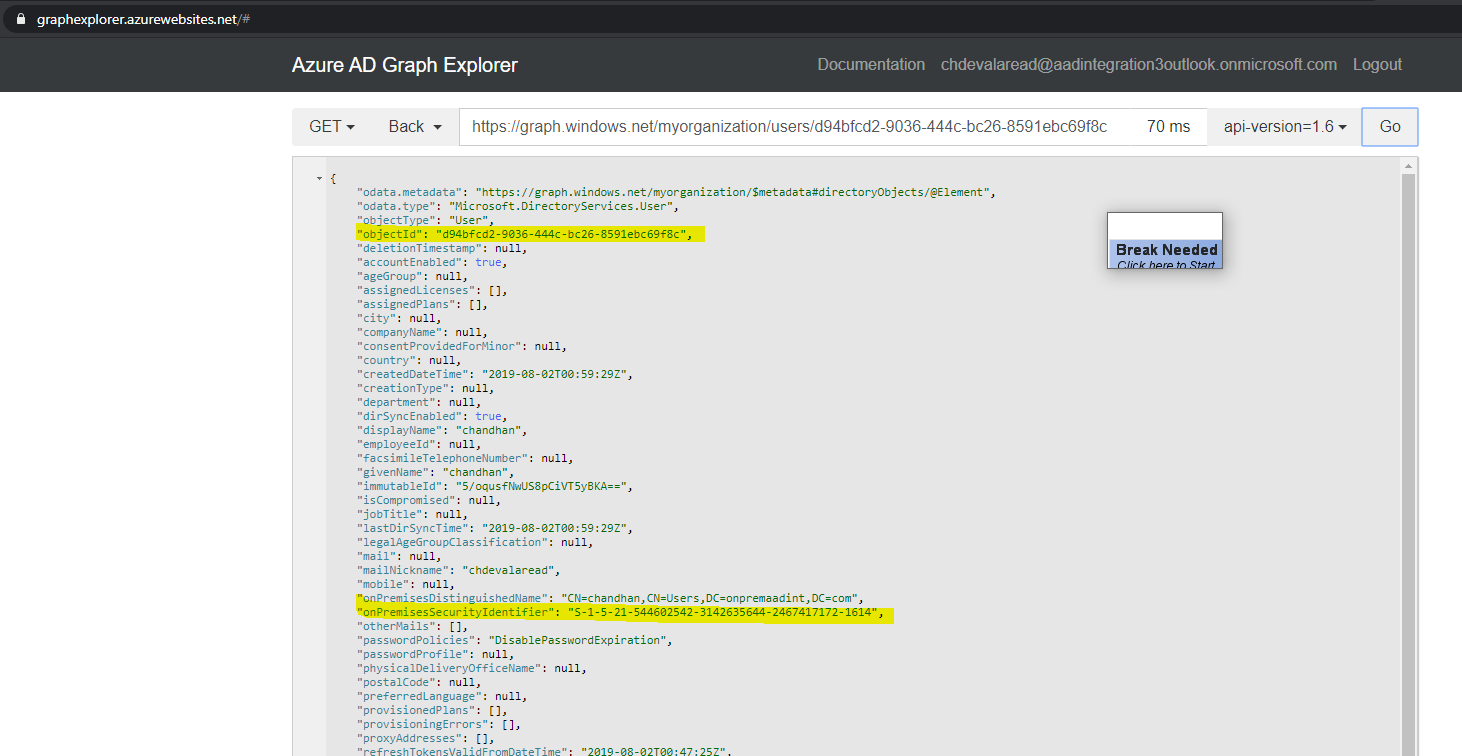 graphexplorer.azurewebsites.net/#
Azure AD Graph Explorer
Documentation chdevalaread@aadintegration3outlook.onmicrosoft.com Logout
GET Back https://graph.windows.net/myorganization/users/d94bfcd2-9036-444c-bc26-8591ebc69f8c 70 ms api-version=1.6 Go
{
"odata.metadata": "https://graph.windows.net/myorganization/$metadata#directoryObjects/@Element",
"odata.type": "Microsoft.DirectoryServices.User",
"objectType": "User",
"objectId": "d94bfcd2-9036-444c-bc26-8591ebc69f8c",
"deletionTimestamp": null,
"accountEnabled": true,
"ageGroup": null,
"assignedLicenses": [],
"assignedPlans": [],
"city": null,
"companyName": null,
"consentProvidedForMinor": null,
"country": null,
"createdDateTime": "2019-08-02T00:59:29Z",
"creationType": null,
"department": null,
"dirSyncEnabled": true,
"displayName": "chandhan",
"employeeId": null,
"facsimileTelephoneNumber": null,
"givenName": "chandhan",
"immutableId": "5/oqusfNwUS8pCiVT5yBKA==",
"isCompromised": null,
"jobTitle": null,
"lastDirSyncTime": "2019-08-02T00:59:29Z",
"legalAgeGroupClassification": null,
"mail": null,
"mailNickname": "chdevalaread",
"mobile": null,
"onPremisesDistinguishedName": "CN=chandhan,CN=Users,DC=onpremaadint,DC=com",
"onPremisesSecurityIdentifier": "S-1-5-21-544602542-3142635644-2467417172-1614",
"otherMails": [],
"passwordPolicies": "DisablePasswordExpiration",
"passwordProfile": null,
"physicalDeliveryOfficeName": null,
"postalCode": null,
"preferredLanguage": null,
"provisionedPlans": [],
"provisioningErrors": [],
"proxyAddresses": [],
"refreshTokensValidFromDateTime": "2019-08-02T00:47:25Z",
Break Needed
Click here to Start